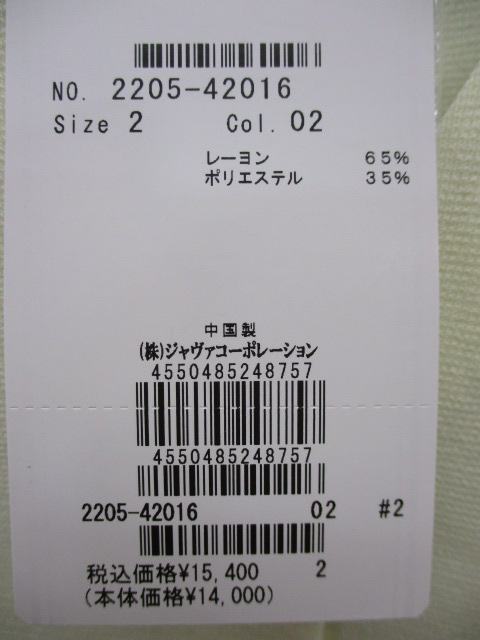 NO. 2205-42016
Size 2 Col. 02
レーヨン 65%
ポリエステル 35%
中国製
(株)ジャヴァコーポレーション
4550485248757
4550485248757
2205-42016 02 #2
税込価格¥15,400 2
(本体価格¥14,000)